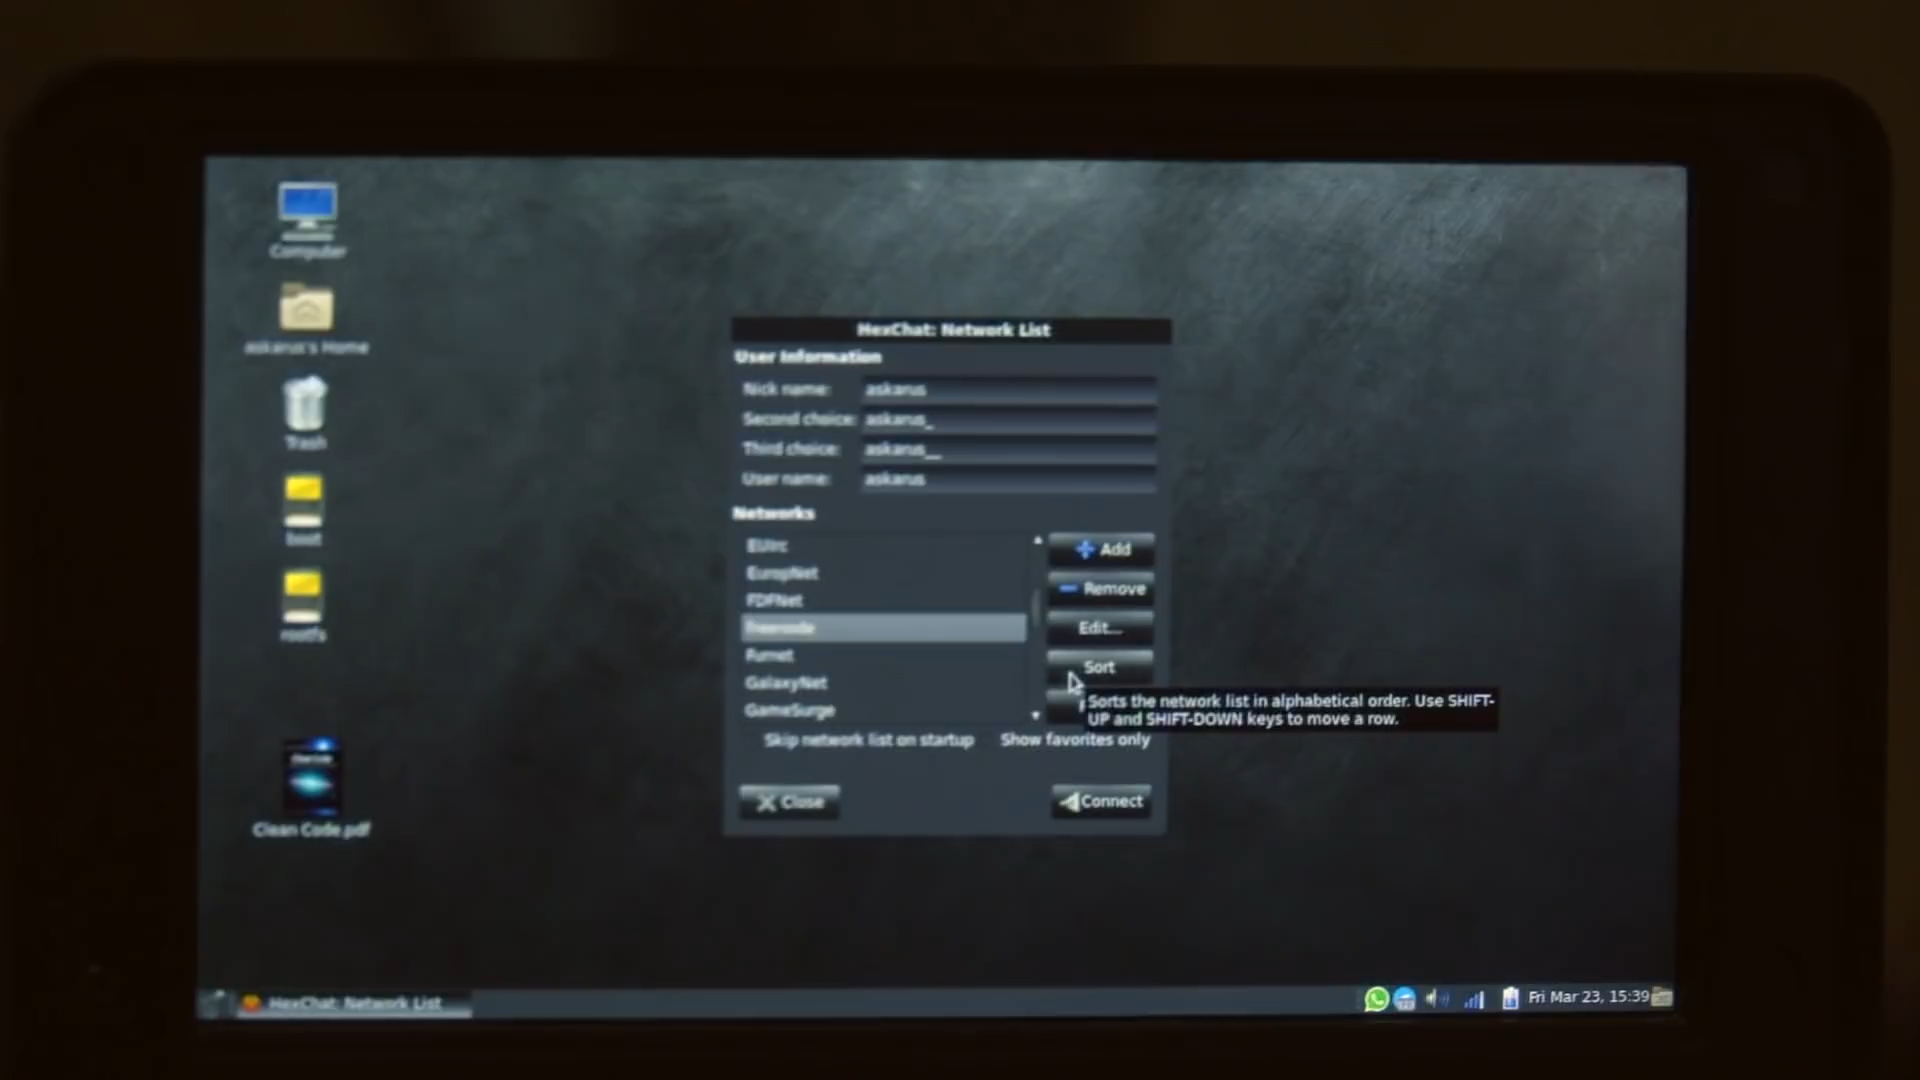 Computer
askarus's Home
Trash
boot
rootfs
Clean Code.pdf
HexChat: Network List
User Information
Nick name: askarus
Second choice: askarus_
Third choice: askarus__
User name: askarus
Networks
EUIrc
EuropNet
FDFNet
freenode
Furnet
GalaxyNet
GameSurge
Add
Remove
Edit...
Sort
Sorts the network list in alphabetical order. Use SHIFT-
UP and SHIFT-DOWN keys to move a row.
Skip network list on startup
Show favorites only
Close
Connect
HexChat: Network List
Fri Mar 23, 15:39